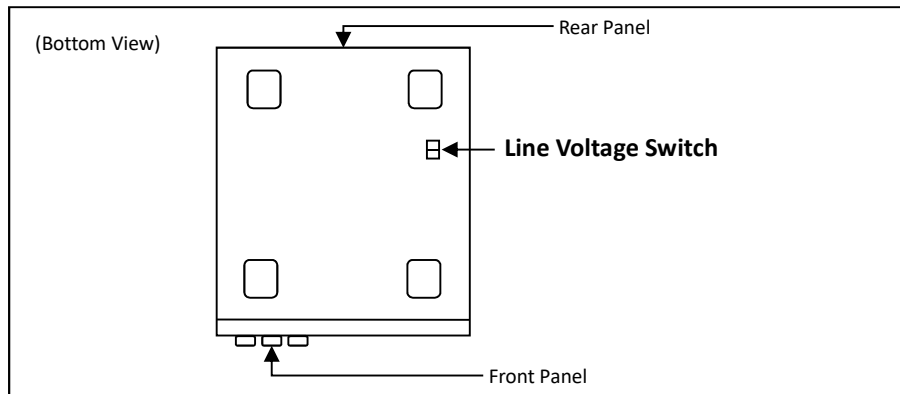 Rear Panel
(Bottom View)
Line Voltage Switch
Front Panel